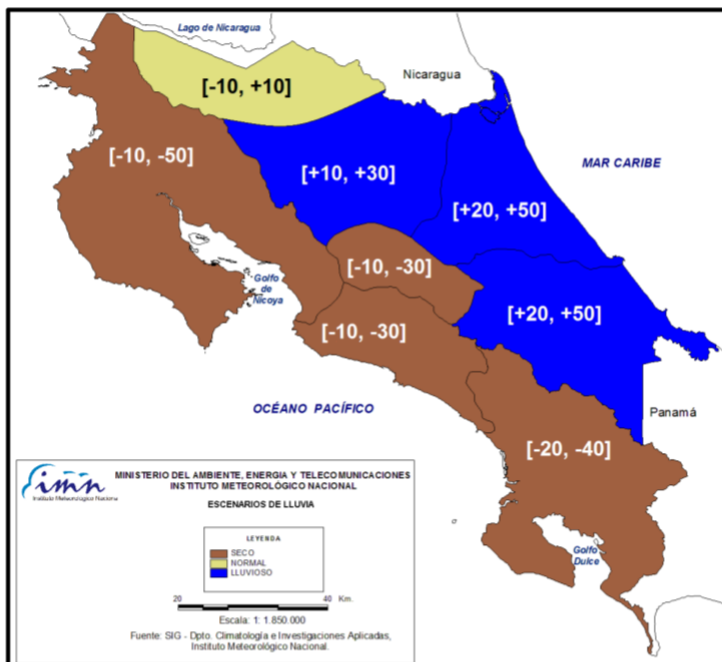 Lago de Nicaragua
Nicaragua
[-10, +10]
[-10, -50]
[+10, +30]
MAR CARIBE
[+20, +50]
[-10, -30]
Golfo
de
Nicoya
[+20, +50]
[-10, -30]
OCÉANO PACÍFICO
Panamá
[-20, -40]
Golfo
Dulce
imn
Instituto Meteorológico Nacional
MINISTERIO DEL AMBIENTE, ENERGIA Y TELECOMUNICACIONES
INSTITUTO METEOROLÓGICO NACIONAL
ESCENARIOS DE LLUVIA
LEYENDA
SECO
NORMAL
LLUVIOSO
20 40 Km.
Escala: 1: 1.850.000
Fuente: SIG - Dpto. Climatología e Investigaciones Aplicadas,
Instituto Meteorológico Nacional.